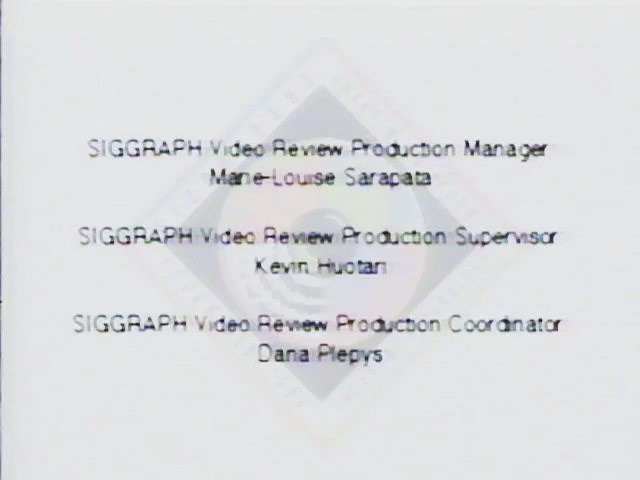 SIGGRAPH Video Review Production Manager
Marie-Louise Sarapata
SIGGRAPH Video Review Production Supervisor
Kevin Huotari
SIGGRAPH Video Review Production Coordinator
Dana Plepys